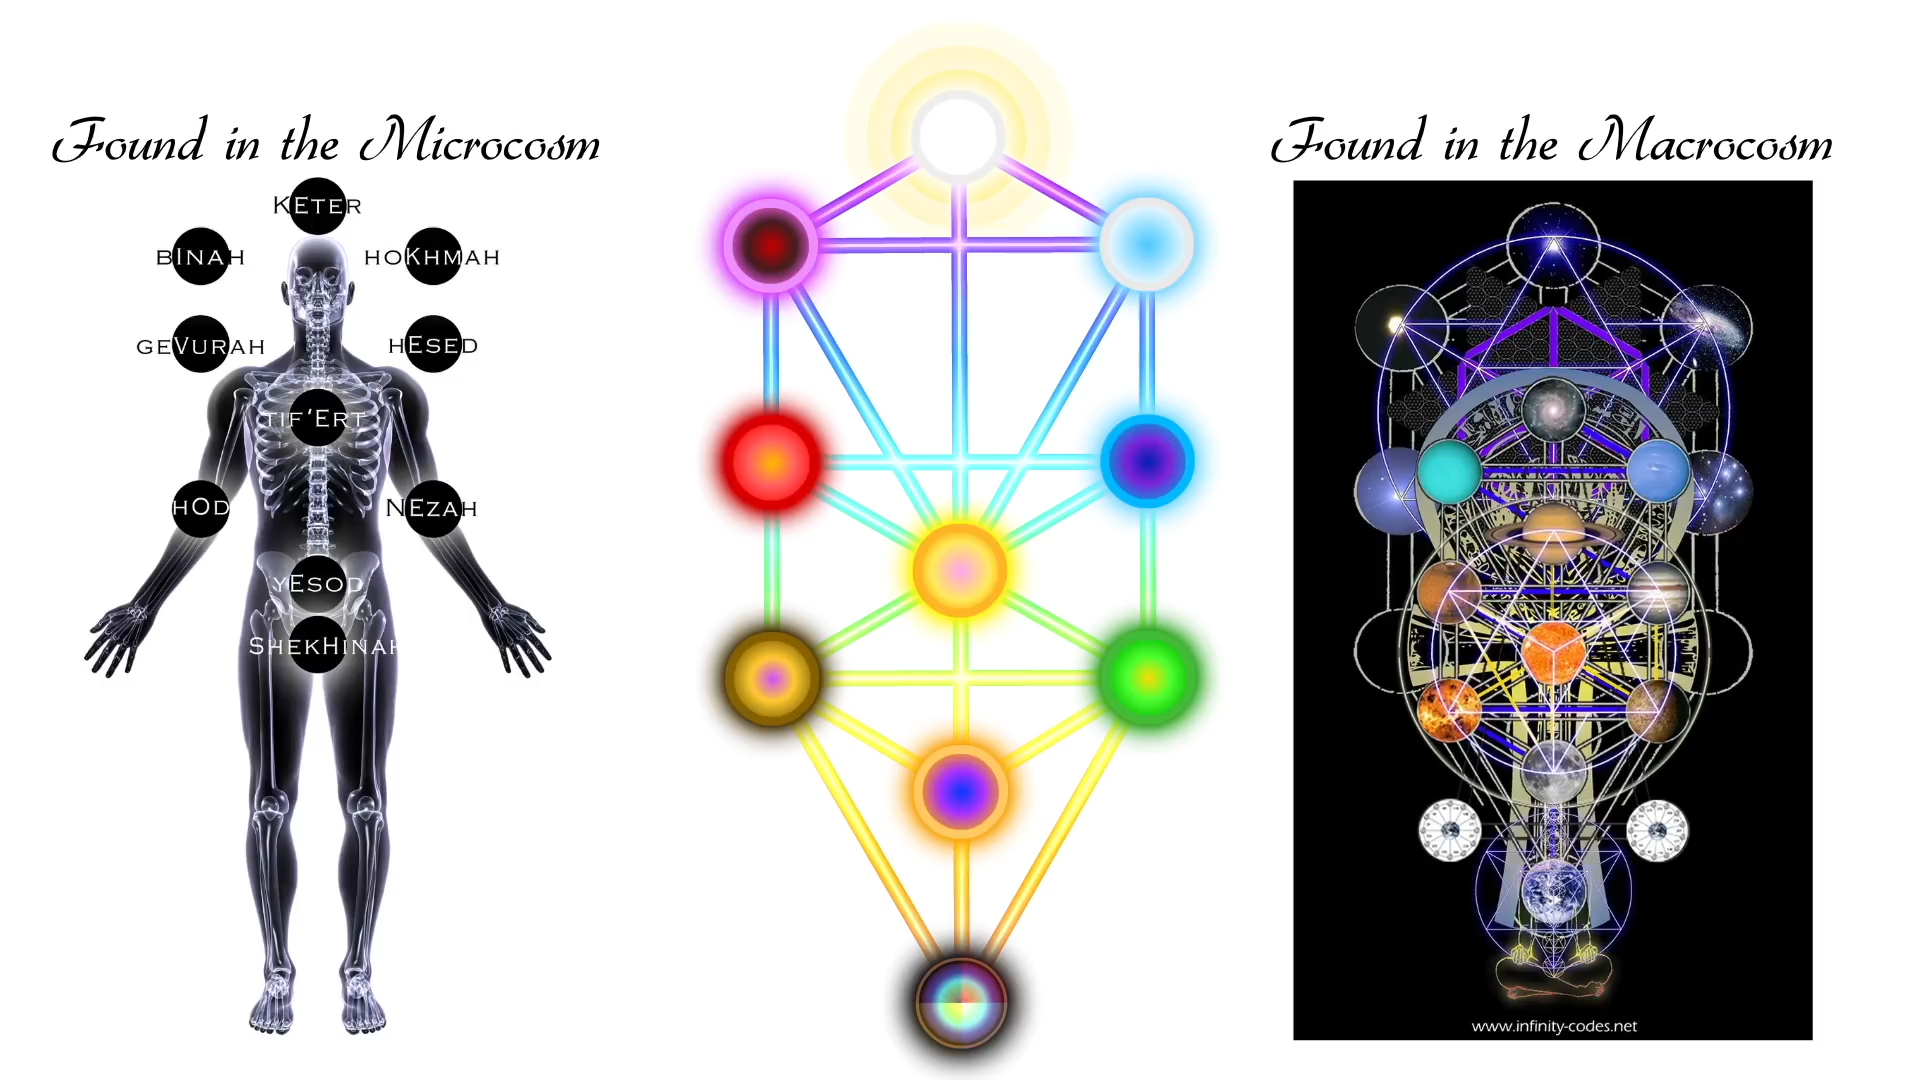 Found in the Microcosm
KETER
BINAH
HOKHMAH
GEVURAH
HESED
TIF'ERT
HOD
NEZAH
YESOD
SHEKHINAH
Found in the Macrocosm
www.infinity-codes.net